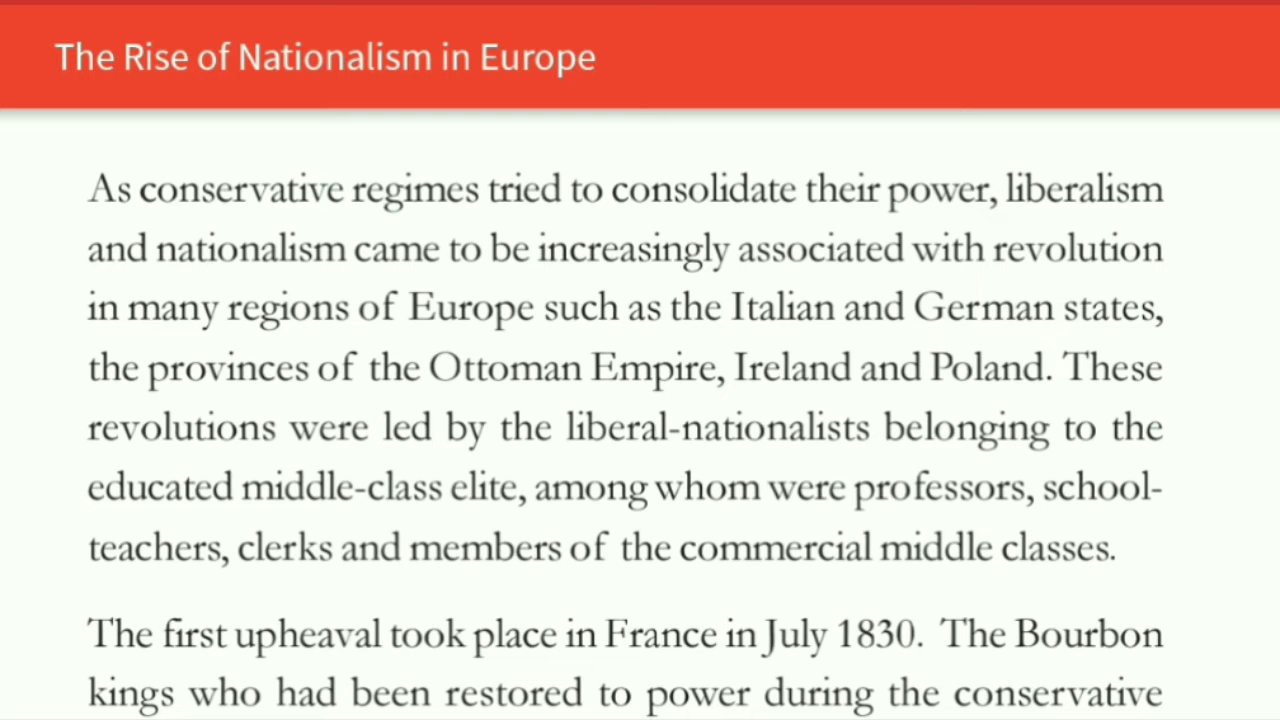 The Rise of Nationalism in Europe
As conservative regimes tried to consolidate their power, liberalism
and nationalism came to be increasingly associated with revolution
in many regions of Europe such as the Italian and German states,
the provinces of the Ottoman Empire, Ireland and Poland. These
revolutions were led by the liberal-nationalists belonging to the
educated middle-class elite, among whom were professors, school-
teachers, clerks and members of the commercial middle classes.
The first upheaval took place in France in July 1830. The Bourbon
kings who had been restored to power during the conservative